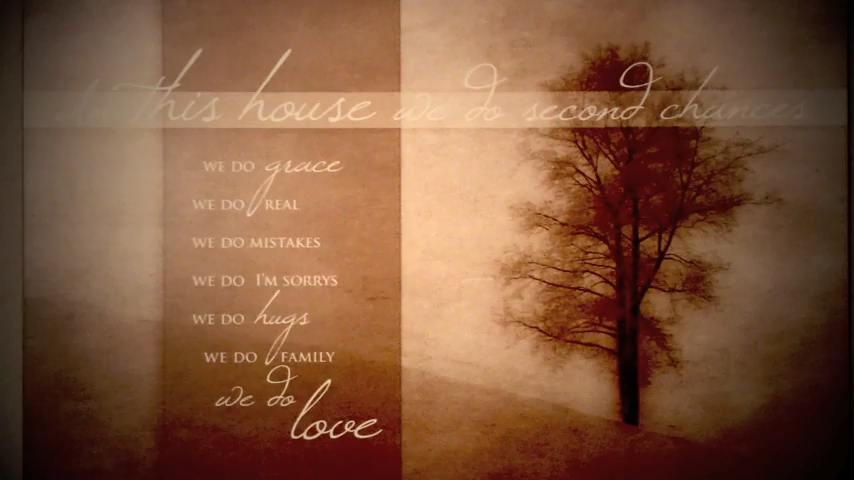 In this house we do second chances
WE DO grace
WE DO REAL
WE DO MISTAKES
WE DO I'M SORRYS
WE DO hugs
WE DO FAMILY
we do
love